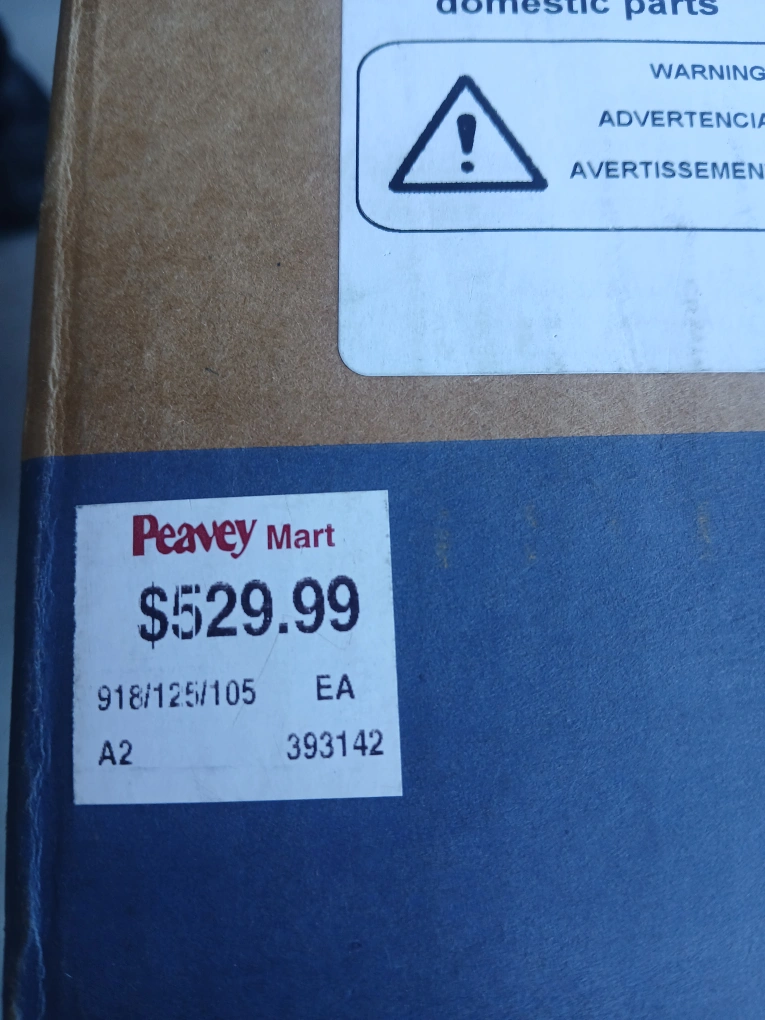 domestic parts
WARNING
ADVERTENCIA
AVERTISSEMEN
Peavey Mart
$529.99
918/125/105 EA
A2 393142